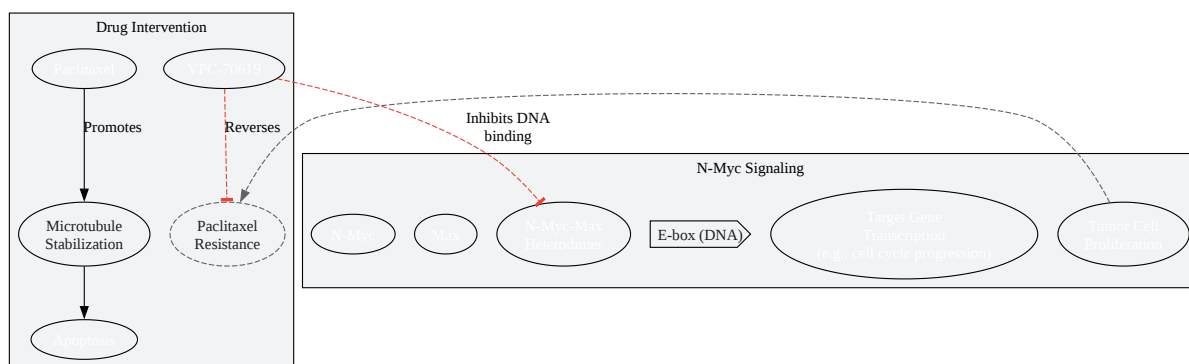 Drug Intervention
Paclitaxel
VPC-70619
Promotes
Reverses
Microtubule
Stabilization
Paclitaxel
Resistance
Apoptosis
Inhibits DNA
binding
N-Myc Signaling
N-Myc
Max
N-Myc-Max
Heterodimer
E-box (DNA)
Target Gene
Transcription
(e.g., cell cycle progression)
Tumor Cell
Proliferation